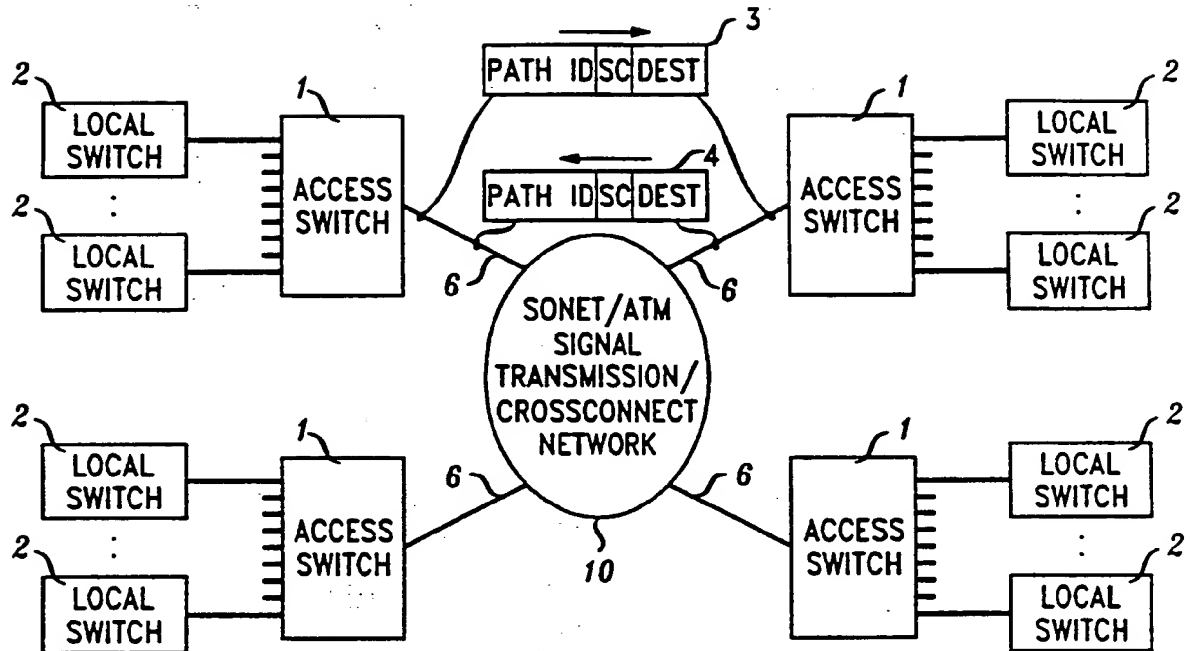 3
PATH ID SC DEST
2
LOCAL
SWITCH
1
ACCESS
SWITCH
2
LOCAL
SWITCH
4
PATH ID SC DEST
1
ACCESS
SWITCH
2
LOCAL
SWITCH
2
LOCAL
SWITCH
6
6
SONET/ATM
SIGNAL
TRANSMISSION/
CROSSCONNECT
NETWORK
10
2
LOCAL
SWITCH
1
ACCESS
SWITCH
2
LOCAL
SWITCH
6
6
1
ACCESS
SWITCH
2
LOCAL
SWITCH
2
LOCAL
SWITCH